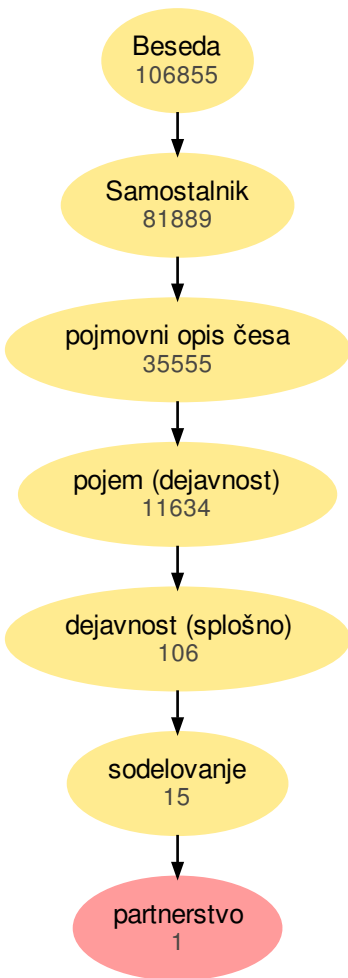 Beseda
106855
Samostalnik
81889
pojmovni opis česa
35555
pojem (dejavnost)
11634
dejavnost (splošno)
106
sodelovanje
15
partnerstvo
1